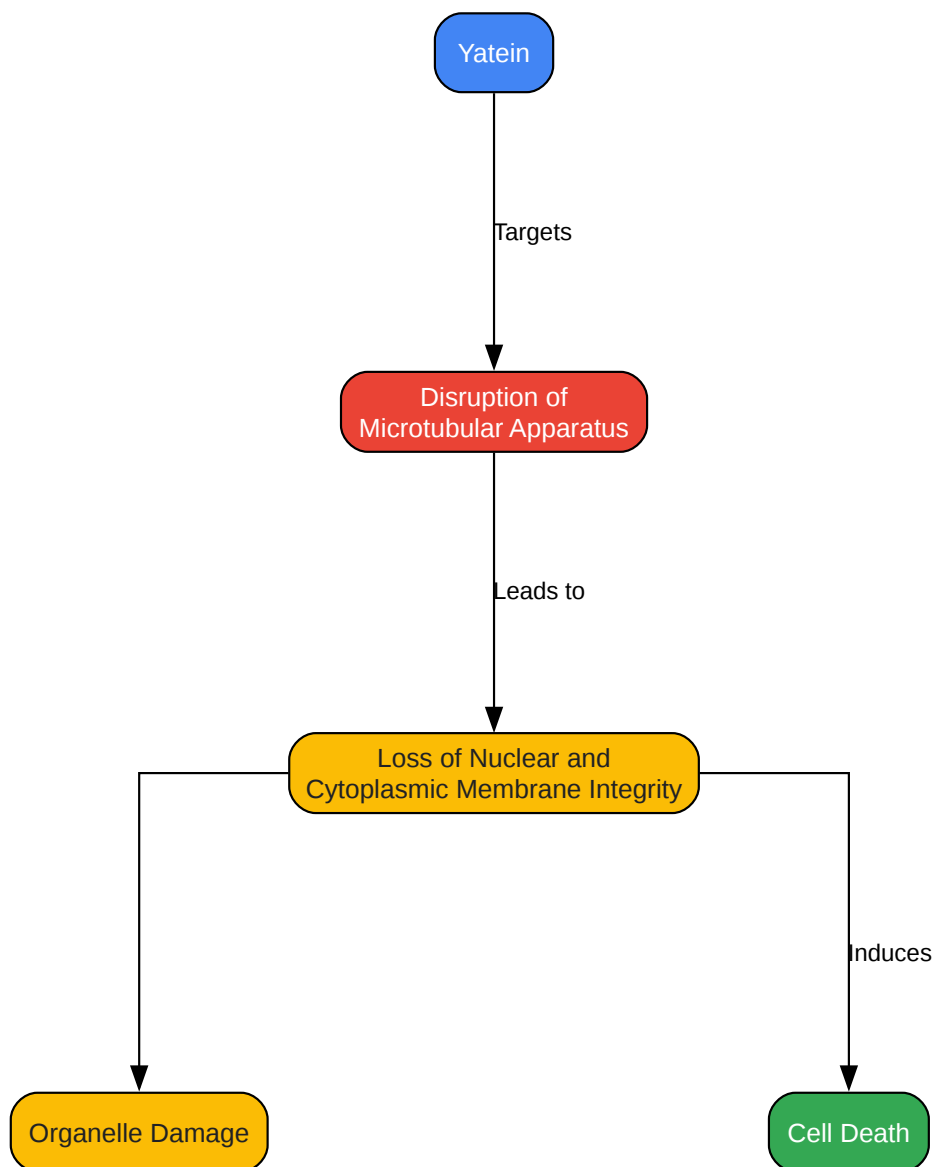 Yatein
Targets
Disruption of
Microtubular Apparatus
Leads to
Loss of Nuclear and
Cytoplasmic Membrane Integrity
Induces
Organelle Damage
Cell Death